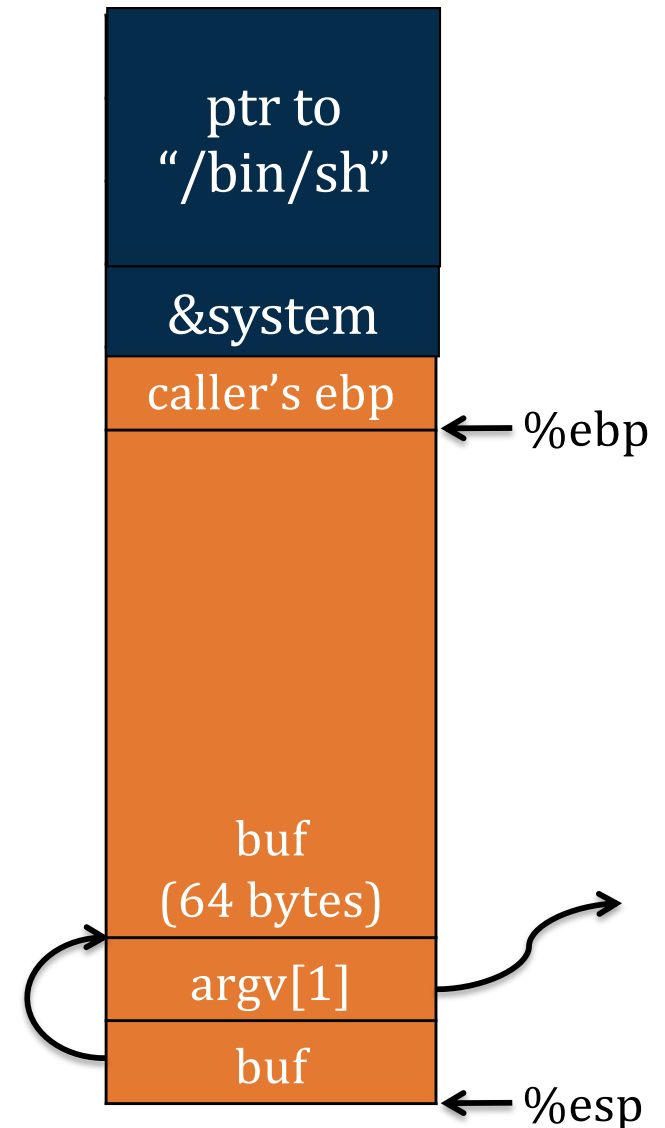 ptr to
“/bin/sh”
&system
caller’s ebp
%ebp
buf
(64 bytes)
argv[1]
buf
%esp